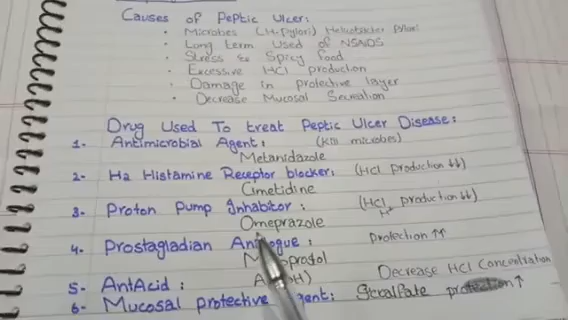 Causes of Peptic Ulcer:
• Microbes (H.Pylori) Helicobacter Pylori
• Long Term Used of NSAIDS
• Stress & Spicy food
• Excessive HCl production
• Damage in protective layer
• Decrease Mucosal Secreation
Drug Used To treat Peptic Ulcer Disease:
1- Antimicrobial Agent: (Kill microbes)
Metanidazole
2- H2 Histamine Receptor blocker: (HCl production ↓↓)
Cimetidine
3- Proton Pump Inhabitor: (HCl production ↓↓)
H+
Omeprazole
4- Prostagladian Analogue: protection ↑↑
5- AntAcid: Decrease HCl Concentration
6- Mucosal protective Agent: protection ↑